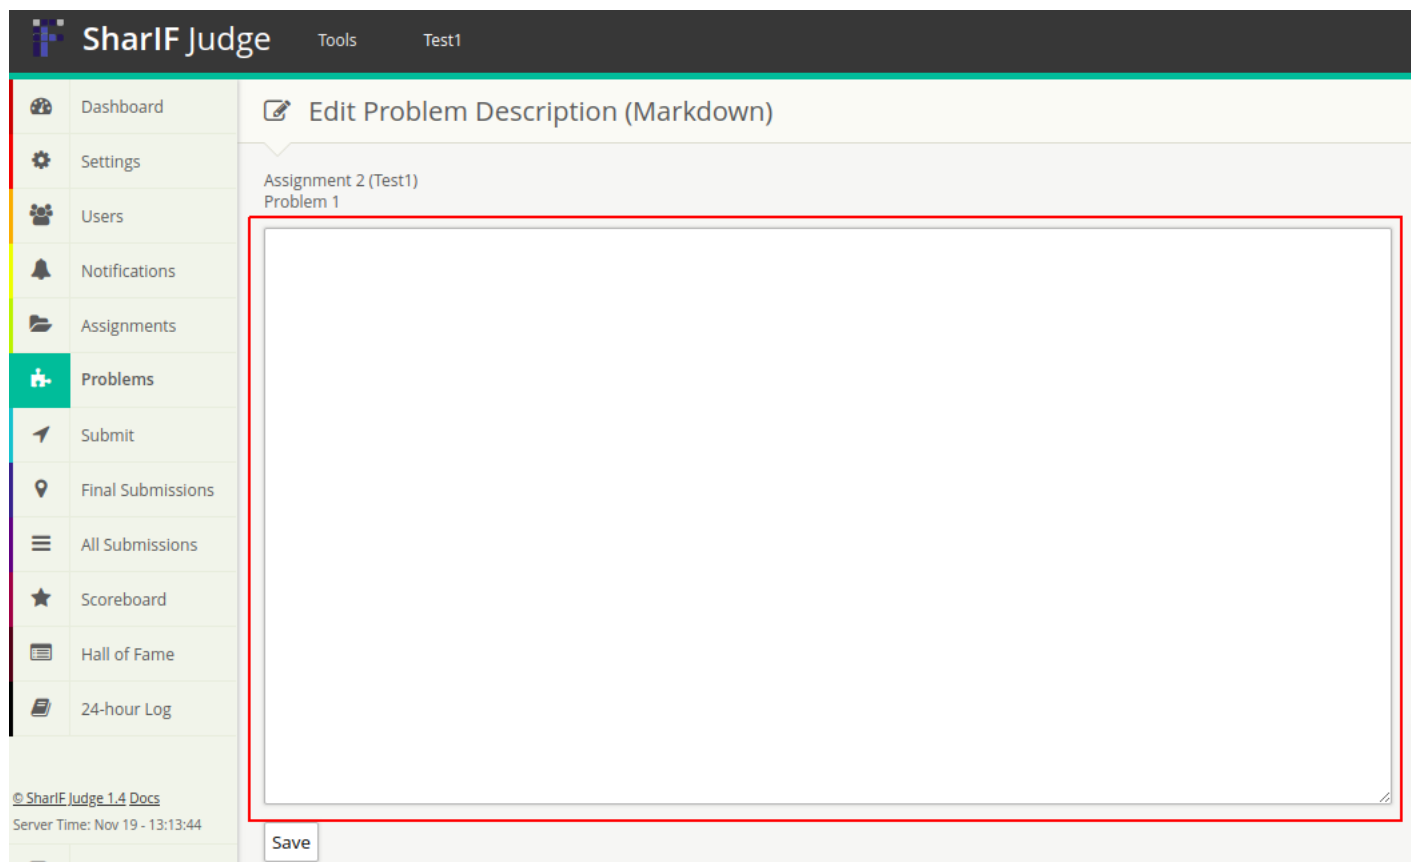 SharIF Judge Tools Test1
Dashboard
Settings
Users
Notifications
Assignments
Problems
Submit
Final Submissions
All Submissions
Scoreboard
Hall of Fame
24-hour Log
© SharIF Judge 1.4 Docs
Server Time: Nov 19 - 13:13:44
Edit Problem Description (Markdown)
Assignment 2 (Test1)
Problem 1
Save